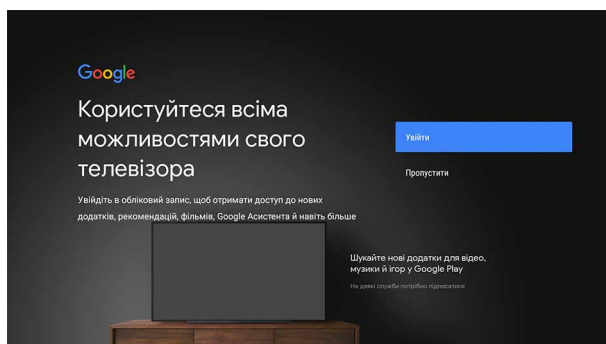 Google
Користуйтеся всіма
можливостями свого
телевізора
Увійдіть в обліковий запис, щоб отримати доступ до нових
додатків, рекомендацій, фільмів, Google Асистента й навіть більше
Увійти
Пропустити
Шукайте нові додатки для відео,
музики й ігор у Google Play
На деякі служби потрібно підписатися